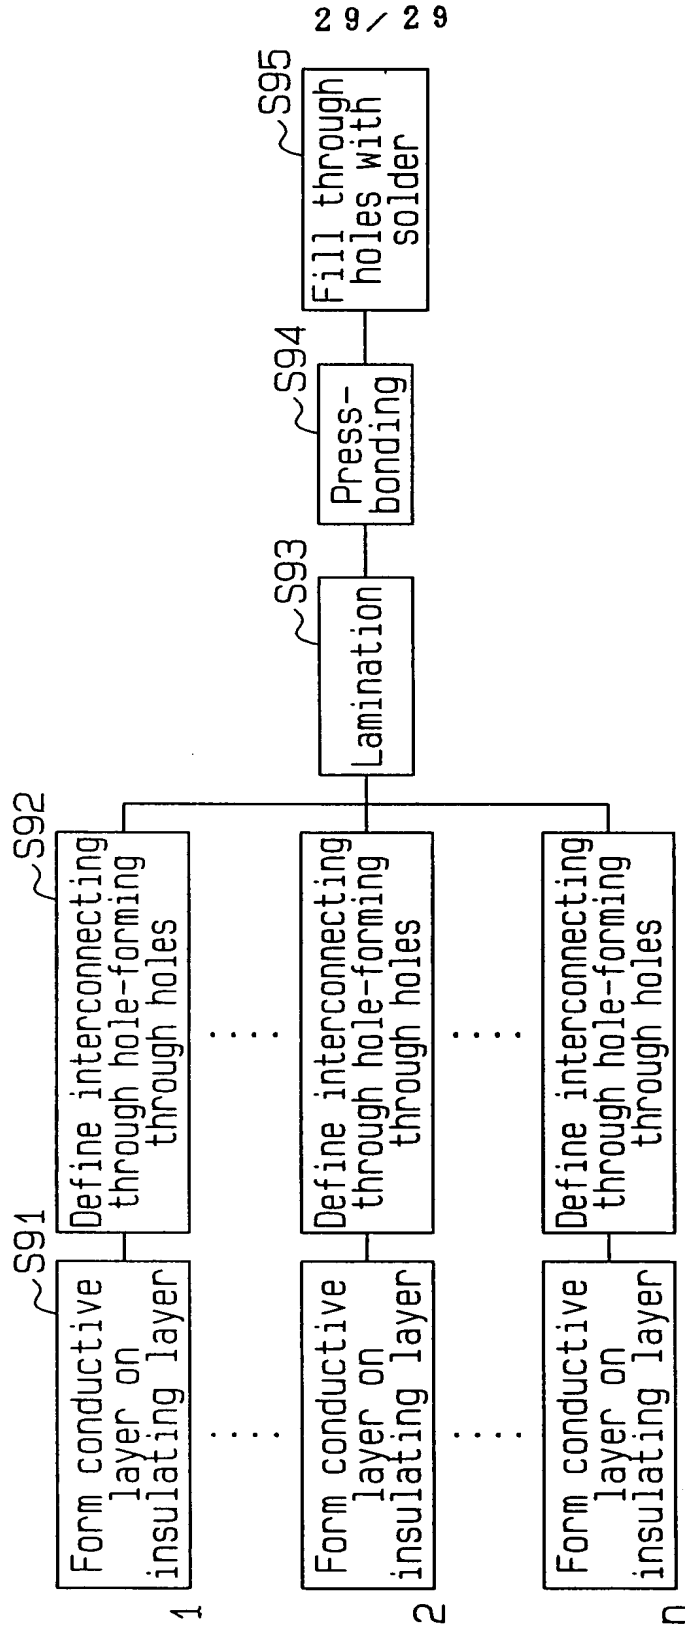 29/29
S91
Form conductive
layer on
insulating layer
S92
Define interconnecting
through hole-forming
through holes
1
....
....
Form conductive
layer on
insulating layer
Define interconnecting
through hole-forming
through holes
2
....
....
Form conductive
layer on
insulating layer
Define interconnecting
through hole-forming
through holes
n
S93
Lamination
S94
Press-
bonding
S95
Fill through
holes with
solder